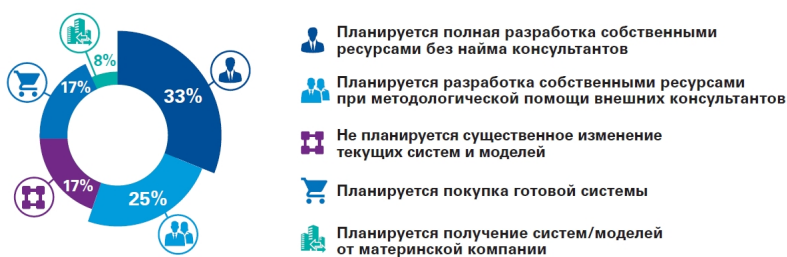 8%
17%
33%
17%
25%
Планируется полная разработка собственными
ресурсами без найма консультантов
Планируется разработка собственными ресурсами
при методологической помощи внешних консультантов
Не планируется существенное изменение
текущих систем и моделей
Планируется покупка готовой системы
Планируется получение систем/моделей
от материнской компании